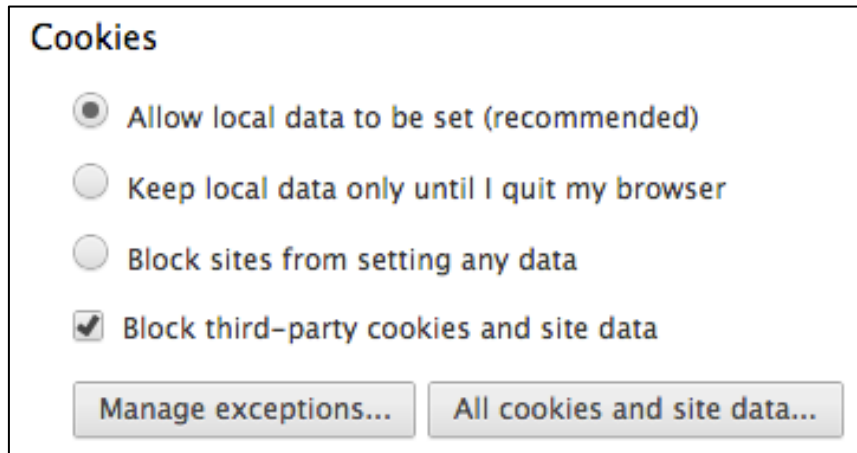 Cookies
Allow local data to be set (recommended)
Keep local data only until I quit my browser
Block sites from setting any data
Block third-party cookies and site data
Manage exceptions... All cookies and site data...